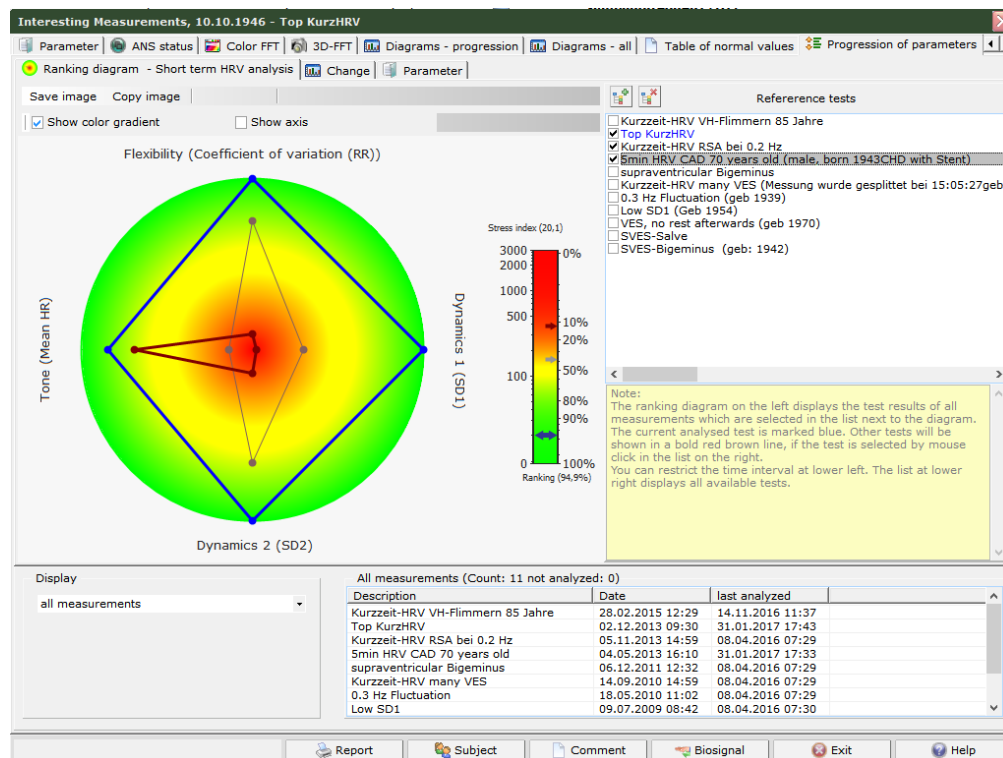 Interesting Measurements, 10.10.1946 - Top KurzHRV
Parameter ANS status Color FFT 3D-FFT Diagrams - progression Diagrams - all Table of normal values Progression of parameters
Ranking diagram - Short term HRV analysis Change Parameter
Save image Copy image
Show color gradient Show axis
Flexibility (Coefficient of variation (RR))
Tone (Mean HR)
Dynamics 1 (SD1)
Dynamics 2 (SD2)
Stress index (20,1)
3000 0%
2000
1000
500 10%
20%
50%
100
80%
90%
0 100%
Ranking (94,9%)
Refererence tests
Kurzzeit-HRV VH-Flimmern 85 Jahre
Top KurzHRV
Kurzzeit-HRV RSA bei 0.2 Hz
5min HRV CAD 70 years old (male, born 1943CHD with Stent)
supraventricular Bigeminus
Kurzzeit-HRV many VES (Messung wurde gesplittet bei 15:05:27geb
0.3 Hz Fluctuation (geb 1939)
Low SD1 (Geb 1954)
VES, no rest afterwards (geb 1970)
SVES-Salve
SVES-Bigeminus (geb: 1942)
Note:
The ranking diagram on the left displays the test results of all
measurements which are selected in the list next to the diagram.
The current analysed test is marked blue. Other tests will be
shown in a bold red brown line, if the test is selected by mouse
click in the list on the right.
You can restrict the time interval at lower left. The list at lower
right displays all available tests.
Display
all measurements
All measurements (Count: 11 not analyzed: 0)
Description Date last analyzed
Kurzzeit-HRV VH-Flimmern 85 Jahre 28.02.2015 12:29 14.11.2016 11:37
Top KurzHRV 02.12.2013 09:30 31.01.2017 17:43
Kurzzeit-HRV RSA bei 0.2 Hz 05.11.2013 14:59 08.04.2016 07:29
5min HRV CAD 70 years old 04.05.2013 16:10 31.01.2017 17:33
supraventricular Bigeminus 06.12.2011 12:32 08.04.2016 07:29
Kurzzeit-HRV many VES 14.09.2010 14:59 08.04.2016 07:29
0.3 Hz Fluctuation 18.05.2010 11:02 08.04.2016 07:29
Low SD1 09.07.2009 08:42 08.04.2016 07:30
Report Subject Comment Biosignal Exit Help